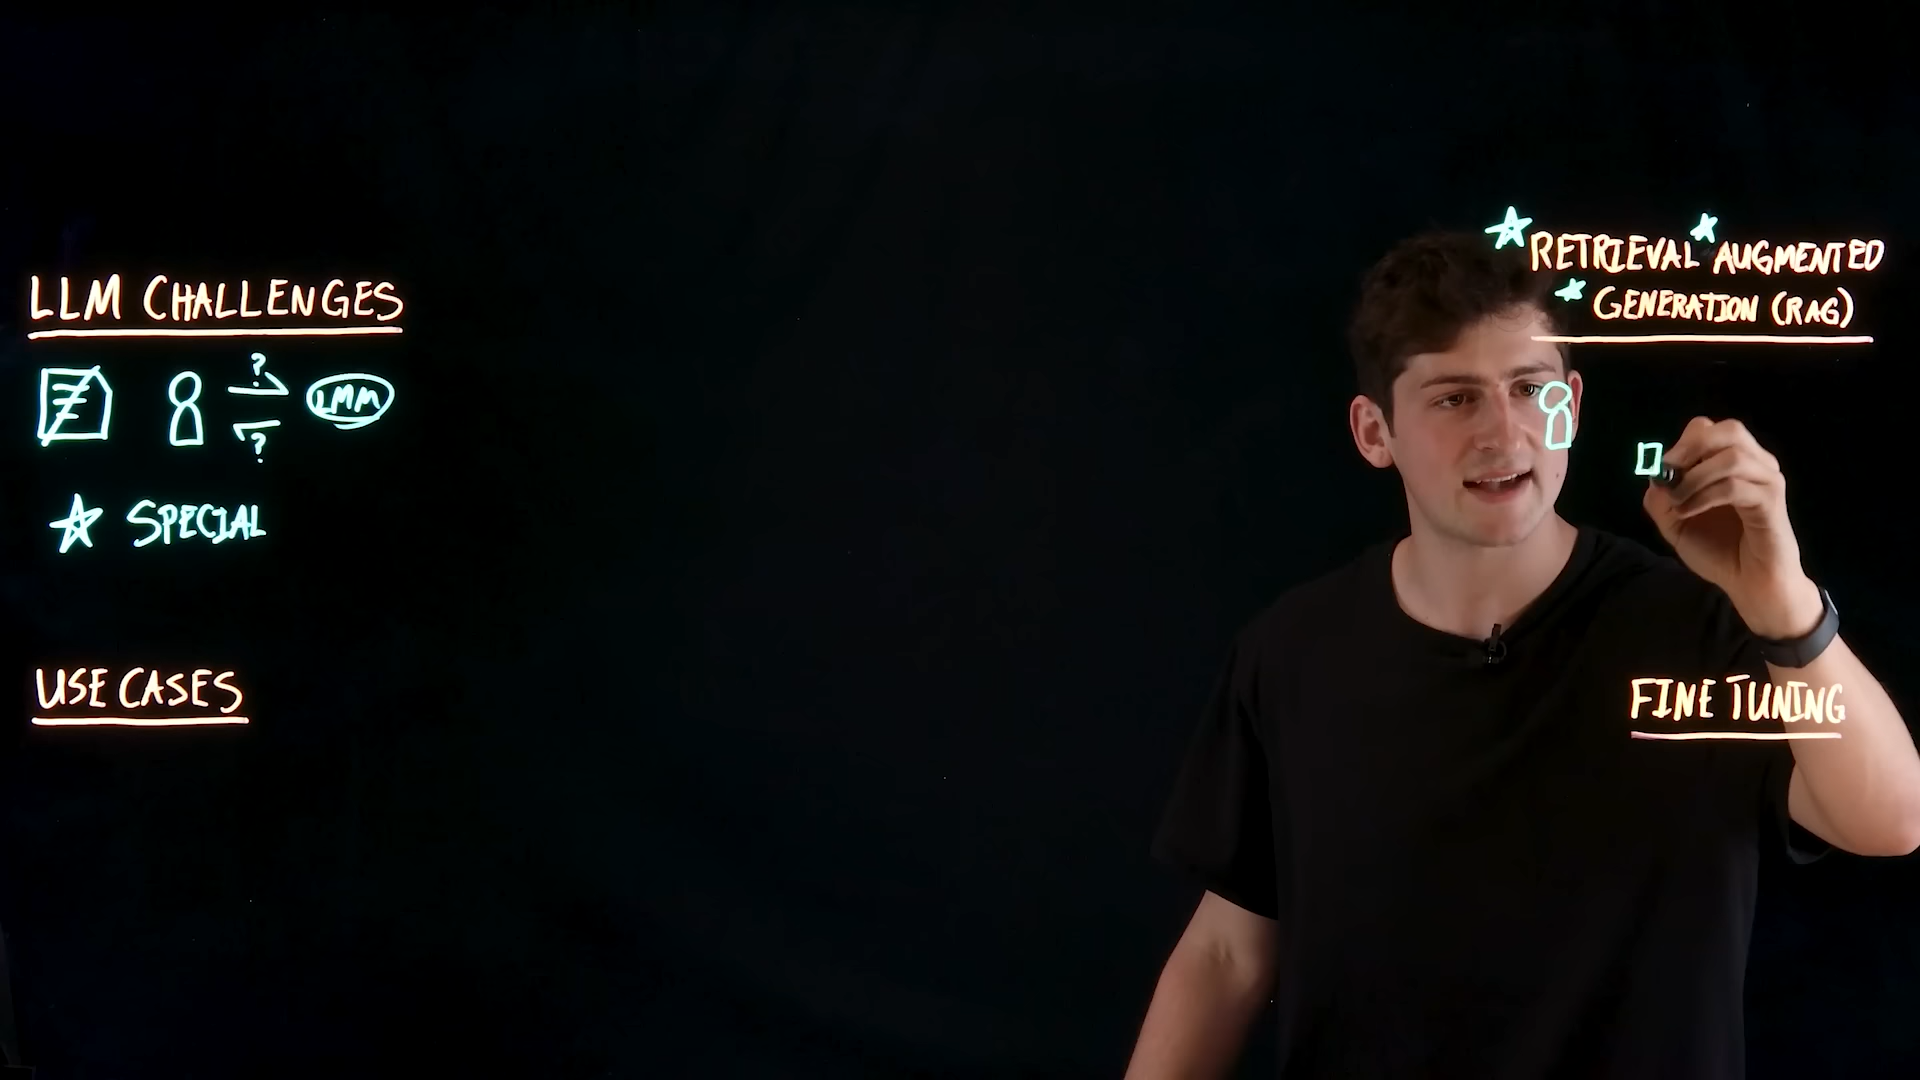 LLM CHALLENGES
?
LMM
?
SPECIAL
USE CASES
RETRIEVAL AUGMENTED
GENERATION (RAG)
FINE TUNING